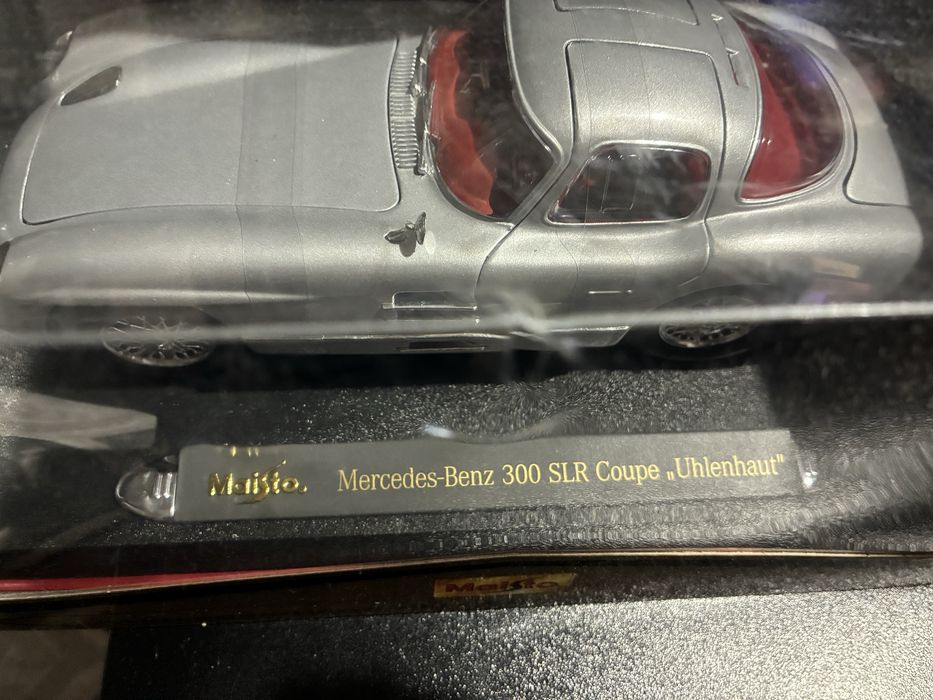 Maisto. Mercedes-Benz 300 SLR Coupe „Uhlenhaut"
Maisto